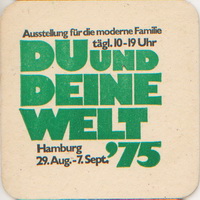 Ausstellung für die moderne Familie
tägl. 10-19 Uhr
DU UND
DEINE
WELT
Hamburg
29. Aug.-7. Sept. '75